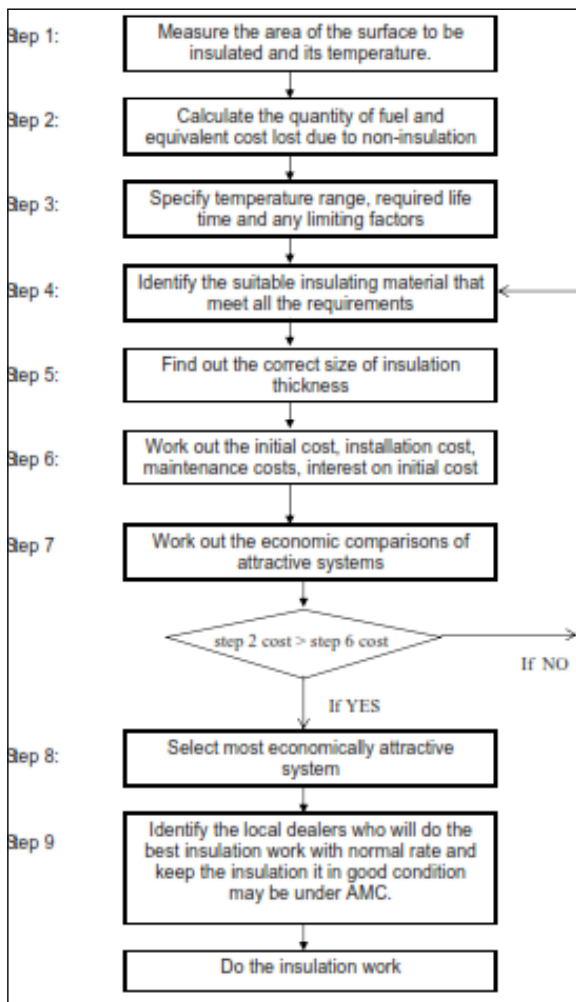 Step 1:
Measure the area of the surface to be
insulated and its temperature.
Step 2:
Calculate the quantity of fuel and
equivalent cost lost due to non-insulation
Step 3:
Specify temperature range, required life
time and any limiting factors
Step 4:
Identify the suitable insulating material that
meet all the requirements
Step 5:
Find out the correct size of insulation
thickness
Step 6:
Work out the initial cost, installation cost,
maintenance costs, interest on initial cost
Step 7
Work out the economic comparisons of
attractive systems
step 2 cost > step 6 cost
If NO
If YES
Step 8:
Select most economically attractive
system
Step 9
Identify the local dealers who will do the
best insulation work with normal rate and
keep the insulation it in good condition
may be under AMC.
Do the insulation work